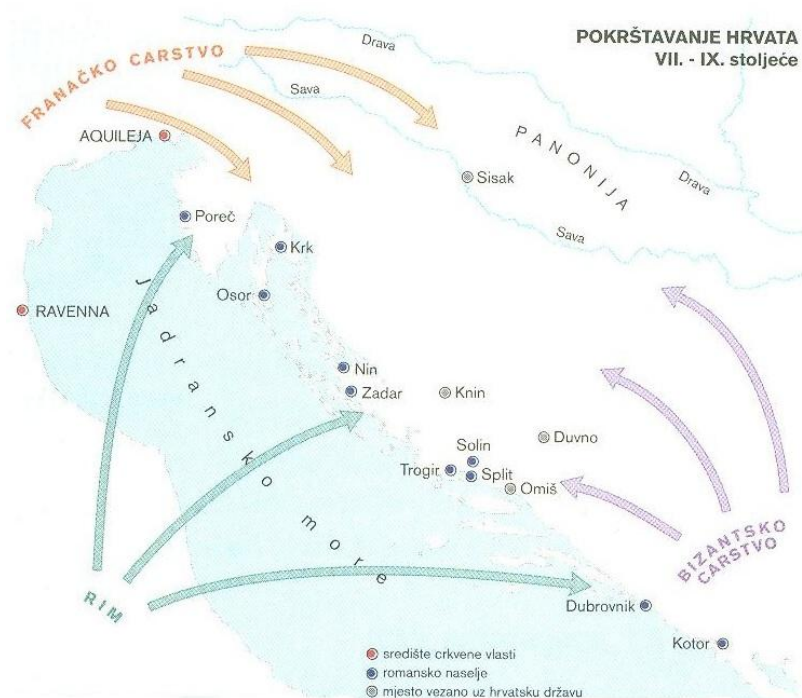 POKRŠTAVANJE HRVATA
VII. - IX. stoljeće
FRANAČKO CARSTVO
Drava
Sava
AQUILEJA
PANONIJA
Sisak
Drava
Poreč
Sava
Krk
Osor
RAVENNA
Jadransko more
Nin
Zadar
Knin
Solin
Duvno
Trogir
Split
Omiš
BIZANTSKO
CARSTVO
RIM
Dubrovnik
Kotor
središte crkvene vlasti
romansko naselje
mjesto vezano uz hrvatsku državu